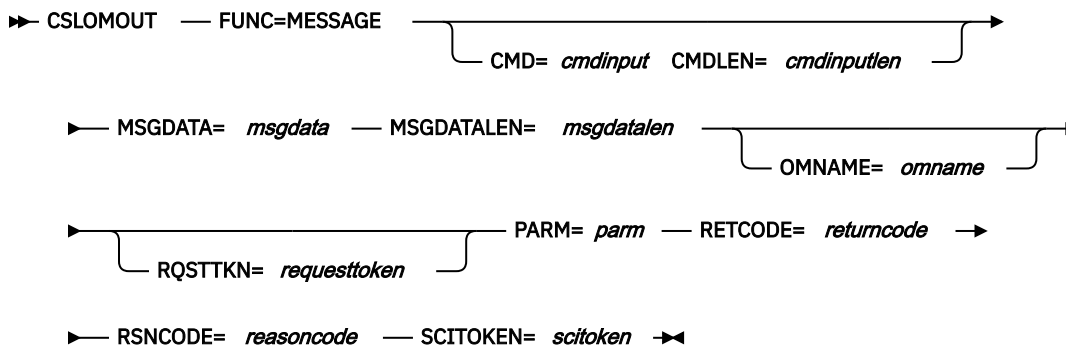 CSLOMOUT FUNC=MESSAGE
CMD= cmdinput CMDLEN= cmdinputlen
MSGDATA= msgdata MSGDATALEN= msgdatalen
OMNAME= omname
PARM= parm RETCODE= returncode
RQSTTKN= requesttoken
RSNCODE= reasoncode SCITOKEN= scitoken